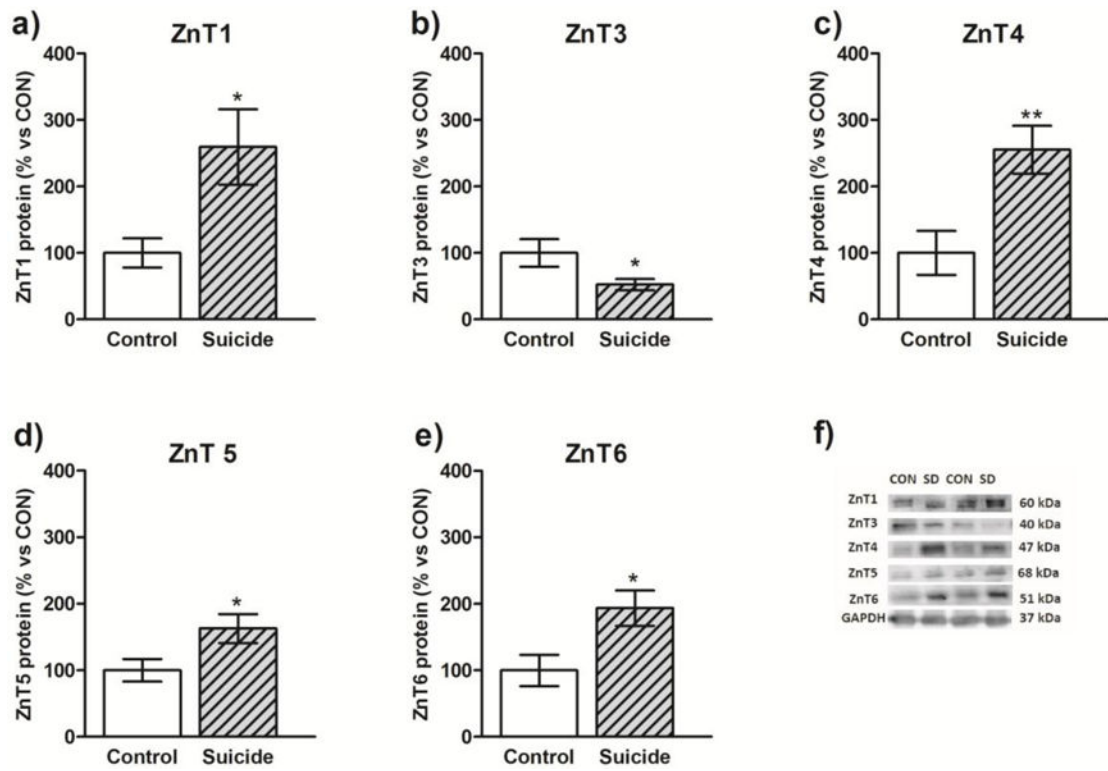 a)
ZnT1
ZnT1 protein (% vs CON)
400
300
200
100
0
*
Control Suicide
b)
ZnT3
ZnT3 protein (% vs CON)
400
300
200
100
0
*
Control Suicide
c)
ZnT4
ZnT4 protein (% vs CON)
400
300
200
100
0
**
Control Suicide
d)
ZnT 5
ZnT5 protein (% vs CON)
400
300
200
100
0
*
Control Suicide
e)
ZnT6
ZnT6 protein (% vs CON)
400
300
200
100
0
*
Control Suicide
f)
CON SD CON SD
ZnT1 60 kDa
ZnT3 40 kDa
ZnT4 47 kDa
ZnT5 68 kDa
ZnT6 51 kDa
GAPDH 37 kDa